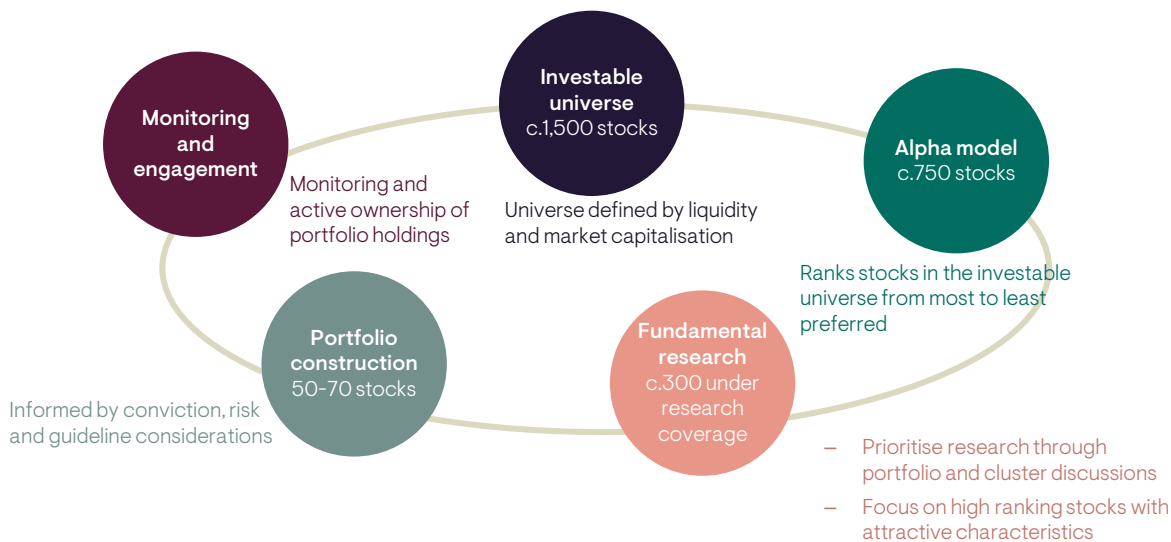 Investable
universe
c.1,500 stocks
Universe defined by liquidity
and market capitalisation
Alpha model
c.750 stocks
Ranks stocks in the investable
universe from most to least
preferred
Fundamental
research
c.300 under
research
coverage
– Prioritise research through
portfolio and cluster discussions
– Focus on high ranking stocks with
attractive characteristics
Portfolio
construction
50-70 stocks
Informed by conviction, risk
and guideline considerations
Monitoring
and
engagement
Monitoring and
active ownership of
portfolio holdings